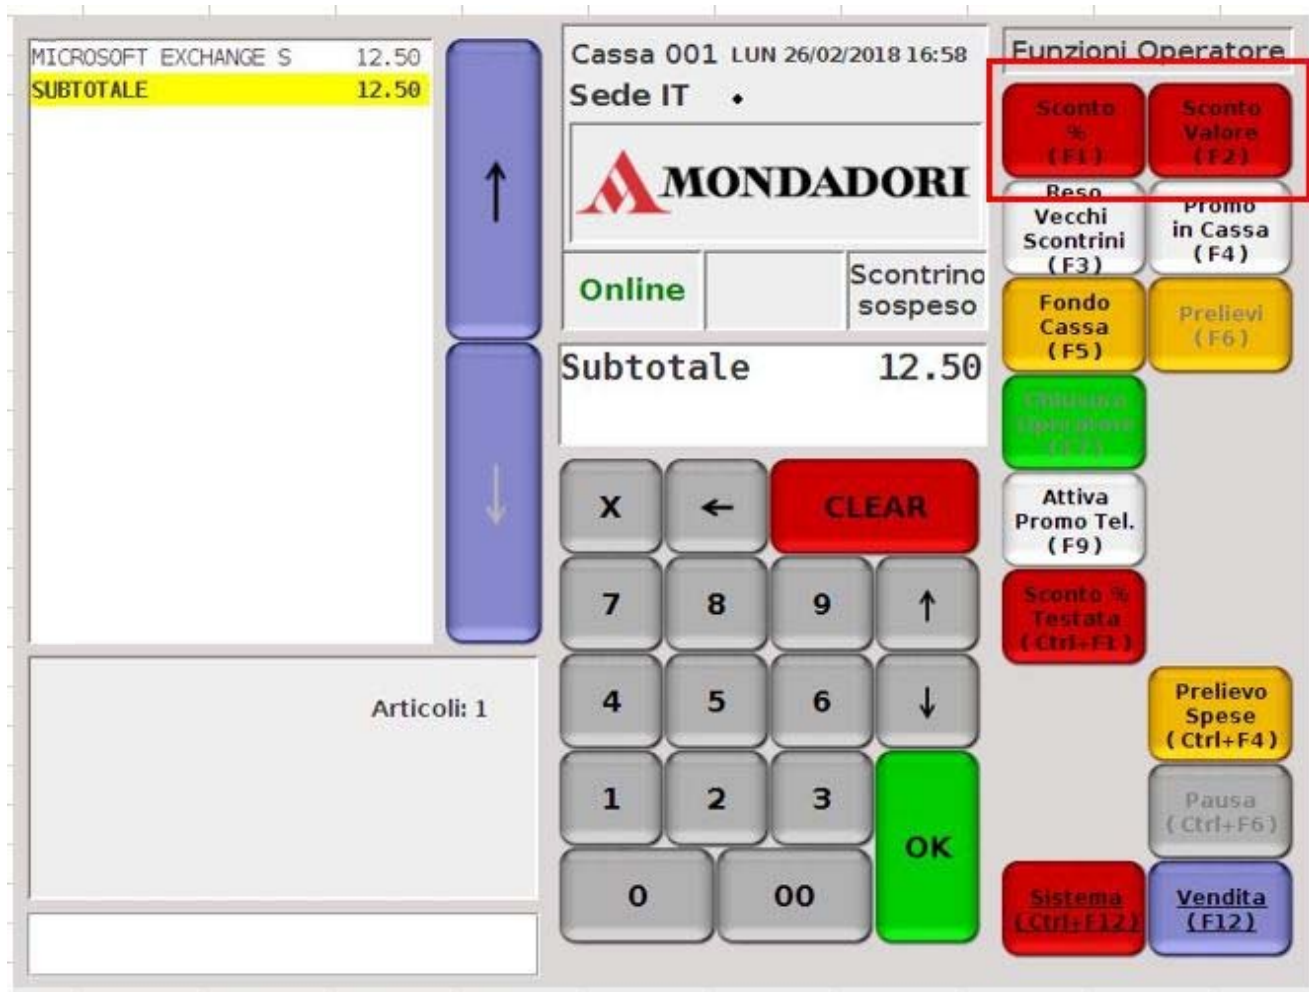 MICROSOFT EXCHANGE S 12.50
SUBTOTALE 12.50
Articoli: 1
Cassa 001 LUN 26/02/2018 16:58
Sede IT
MONDADORI
Online
Scontrino
sospeso
Subtotale 12.50
X ← CLEAR
7 8 9 ↑
4 5 6 ↓
1 2 3
OK
0 00
Funzioni Operatore
Sconto
%
(F1)
Sconto
Valore
(F2)
Reso
Vecchi
Scontrini
(F3)
Promo
in Cassa
(F4)
Fondo
Cassa
(F5)
Prelievi
(F6)
Chiusura
Operatore
(F7)
Attiva
Promo Tel.
(F9)
Sconto %
Testata
(Ctrl+F1)
Prelievo
Spese
(Ctrl+F4)
Pausa
(Ctrl+F6)
Sistema
(Ctrl+F12)
Vendita
(F12)